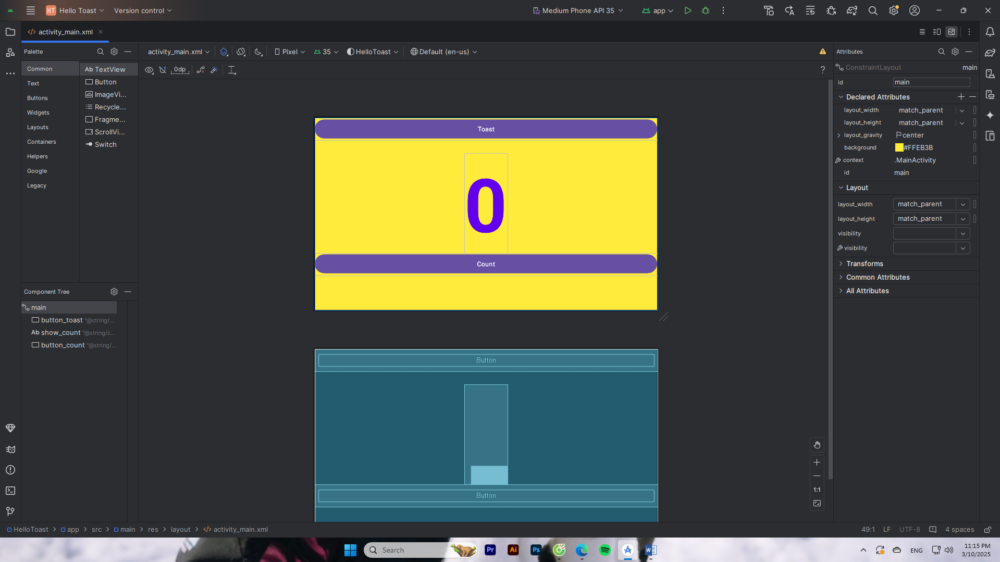 HT Hello Toast Version control Medium Phone API 35 app
activity_main.xml
Palette activity_main.xml Pixel 35 HelloToast Default (en-us) Attributes
0dp ?
Common
Text
Buttons
Widgets
Layouts
Containers
Helpers
Google
Legacy
Ab TextView
Button
ImageVi...
Recycle...
Fragme...
ScrollVi...
Switch
Component Tree
main
button_toast "@string/...
Ab show_count "@string/c...
button_count "@string/...
Toast
0
Count
Button
Button
1:1
ConstraintLayout main
id main
Declared Attributes
layout_width match_parent
layout_height match_parent
layout_gravity center
background #FFEB3B
context .MainActivity
id main
Layout
layout_width match_parent
layout_height match_parent
visibility
visibility
Transforms
Common Attributes
All Attributes
HelloToast > app > src > main > res > layout > activity_main.xml 49:1 LF UTF-8 4 spaces
Search Pr Ai Ps W ENG 11:15 PM
3/10/2025